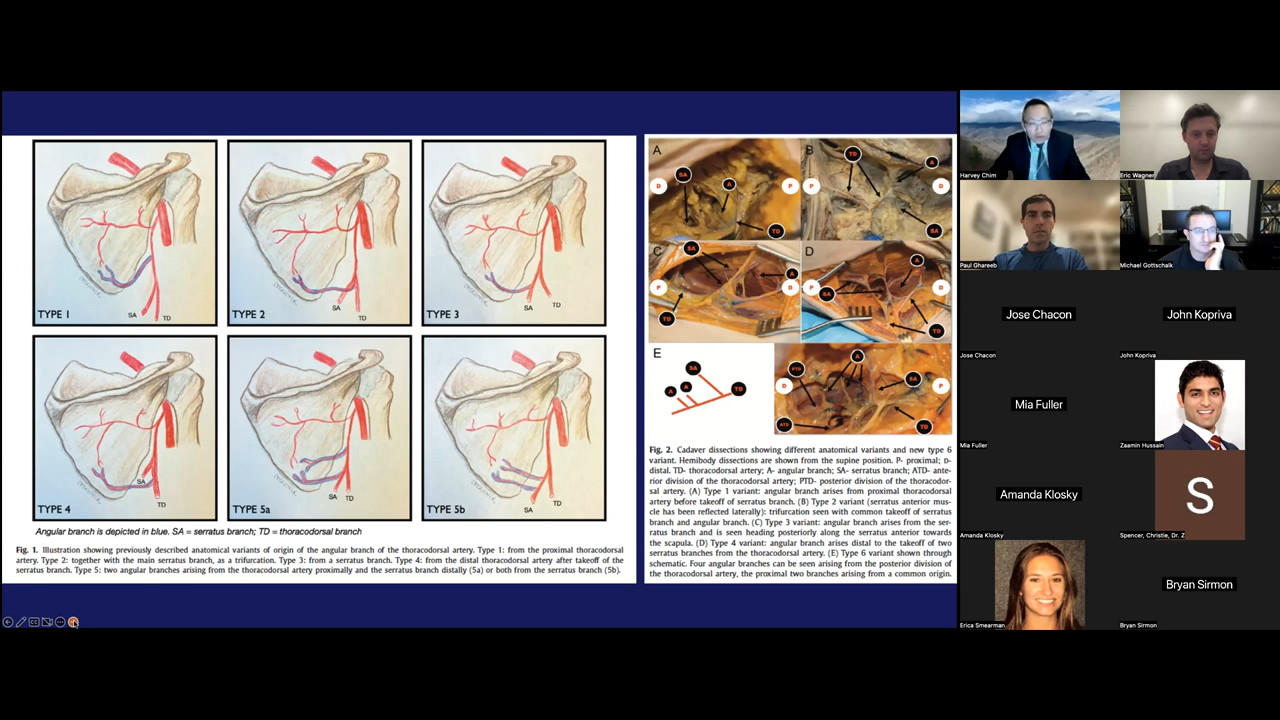 SA
TD
TYPE 1
SA
TD
TYPE 2
SA
TD
TYPE 3
SA
TD
TYPE 4
SA
TD
TYPE 5a
SA
TD
TYPE 5b
Angular branch is depicted in blue. SA = serratus branch; TD = thoracodorsal branch
Fig. 1. Illustration showing previously described anatomical variants of origin of the angular branch of the thoracodorsal artery. Type 1: from the proximal thoracodorsal
artery. Type 2: together with the main serratus branch, as a trifurcation. Type 3: from a serratus branch. Type 4: from the distal thoracodorsal artery after takeoff of the
serratus branch. Type 5: two angular branches arising from the thoracodorsal artery proximally and the serratus branch distally (5a) or both from the serratus branch (5b).
A
SA
A
D
P
TD
B
TD
A
P
D
SA
C
SA
A
P
D
TD
D
A
P
SA
D
TD
E
SA
A
A
TD
A
PTD
SA
D
P
ATD
TD
Fig. 2. Cadaver dissections showing different anatomical variants and new type 6
variant. Hemibody dissections are shown from the supine position. P- proximal; D-
distal. TD- thoracodorsal artery; A- angular branch; SA- serratus branch; ATD- ante-
rior division of the thoracodorsal artery; PTD- posterior division of the thoracodor-
sal artery. (A) Type 1 variant: angular branch arises from proximal thoracodorsal
artery before takeoff of serratus branch. (B) Type 2 variant (serratus anterior mus-
cle has been reflected laterally): trifurcation seen with common takeoff of serratus
branch and angular branch. (C) Type 3 variant: angular branch arises from the ser-
ratus branch and is seen heading posteriorly along the serratus anterior towards
the scapula. (D) Type 4 variant: angular branch arises distal to the takeoff of two
serratus branches from the thoracodorsal artery. (E) Type 6 variant shown through
schematic. Four angular branches can be seen arising from the posterior division of
the thoracodorsal artery, the proximal two branches arising from a common origin.
CC
Harvey Chim
Eric Wagner
Paul Ghareeb
Michael Gottschalk
Jose Chacon
Jose Chacon
John Kopriva
John Kopriva
Mia Fuller
Mia Fuller
Zaamin Hussain
Amanda Klosky
Amanda Klosky
S
Spencer, Christie, Dr. Z
Erica Smearman
Bryan Sirmon
Bryan Sirmon